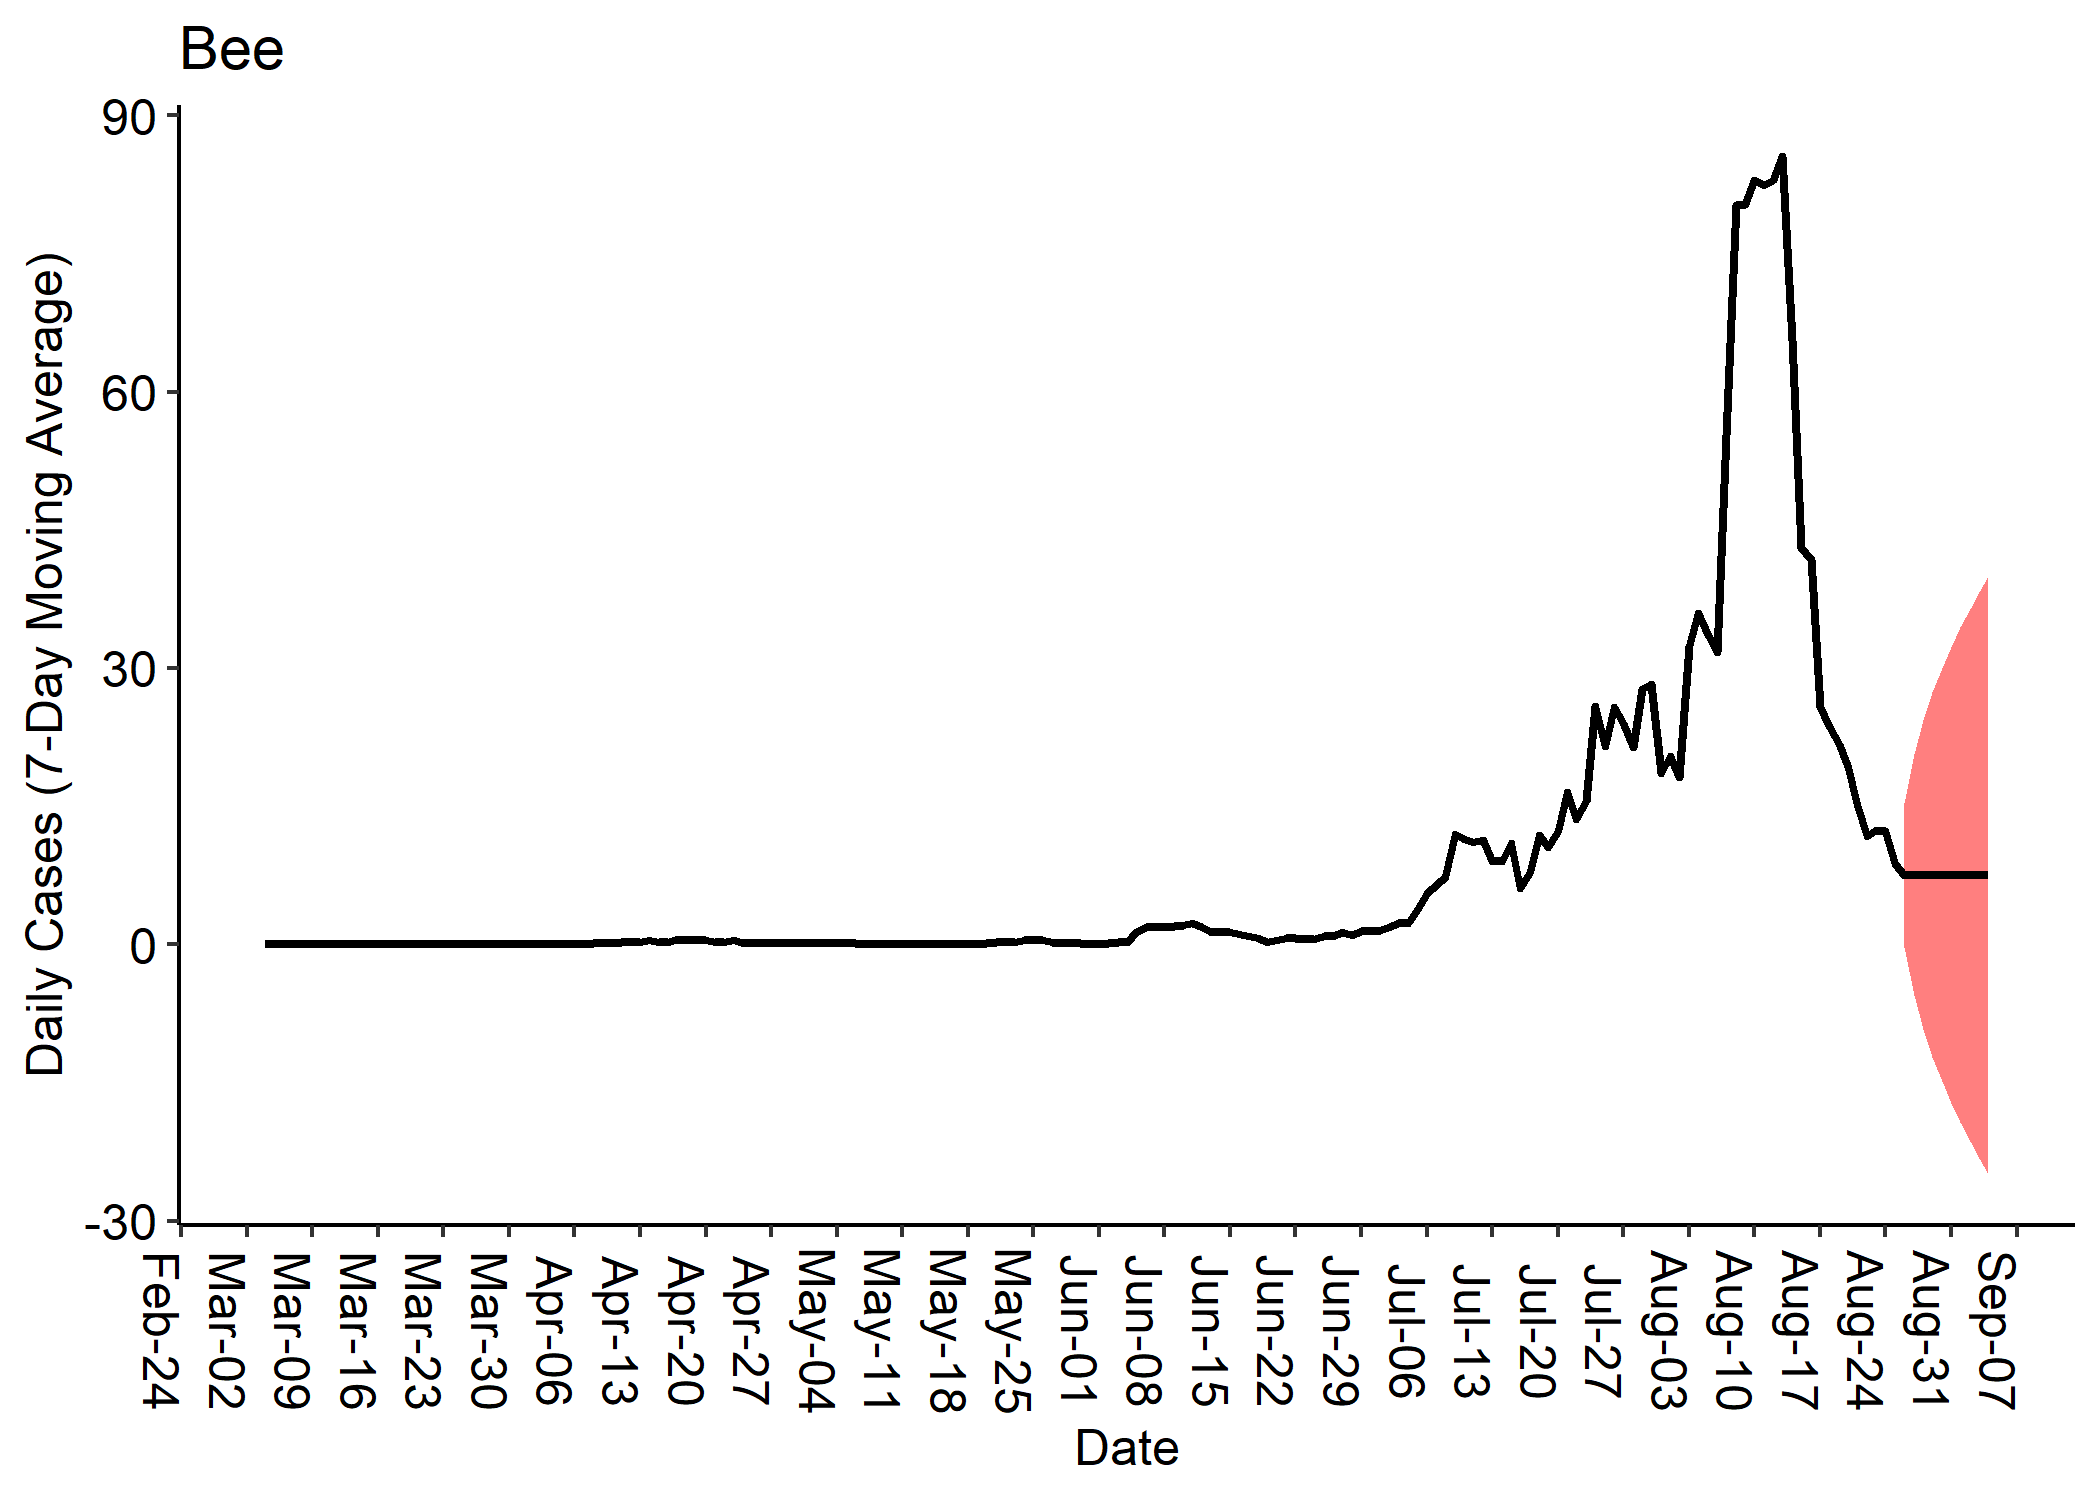 Bee
Daily Cases (7-Day Moving Average)
90
60
30
0
-30
Feb-24
Mar-02
Mar-09
Mar-16
Mar-23
Mar-30
Apr-06
Apr-13
Apr-20
Apr-27
May-04
May-11
May-18
May-25
Jun-01
Jun-08
Jun-15
Jun-22
Jun-29
Jul-06
Jul-13
Jul-20
Jul-27
Aug-03
Aug-10
Aug-17
Aug-24
Aug-31
Sep-07
Date